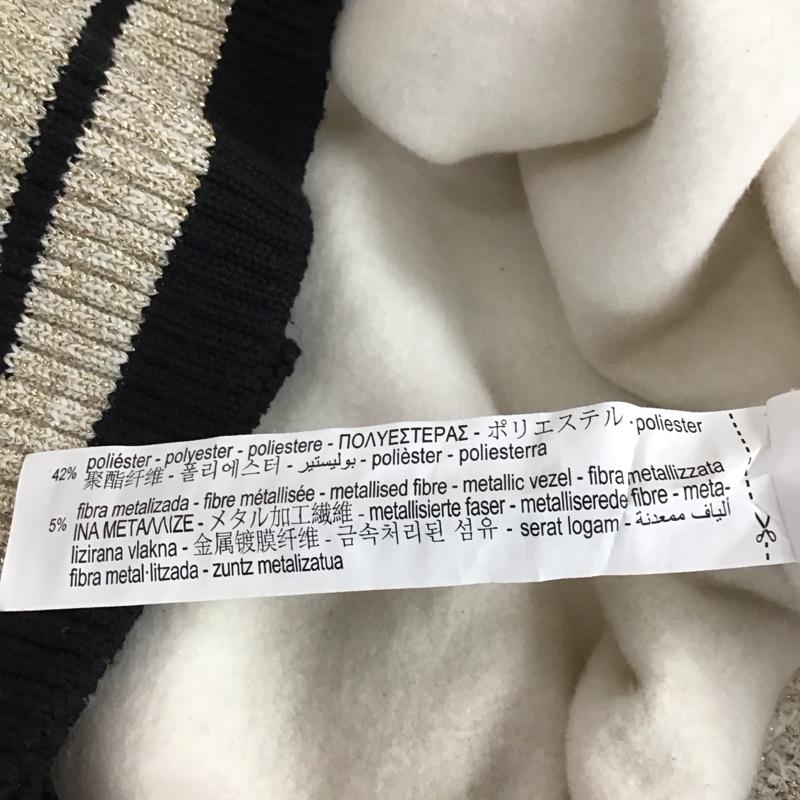 42% poliéster - polyester - poliestere - ΠΟΛΥΕΣΤΕΡΑΣ - ポリエステル - poliester
聚酯纤维 - 폴리에스터 - بوليستير - polièster - poliesterra
5% fibra metalizada - fibre métallisée - metallised fibre - metallic vezel - fibra metallizzata
ΙΝΑ ΜΕΤΑΛΛΙΖΕ - メタル加工繊維 - metallisierte faser - metalliserede fibre - meta-
lizirana vlakna - 金属镀膜纤维 - 금속처리된 섬유 - serat logam - ألياف ممعدنة
fibra metal·litzada - zuntz metalizatua